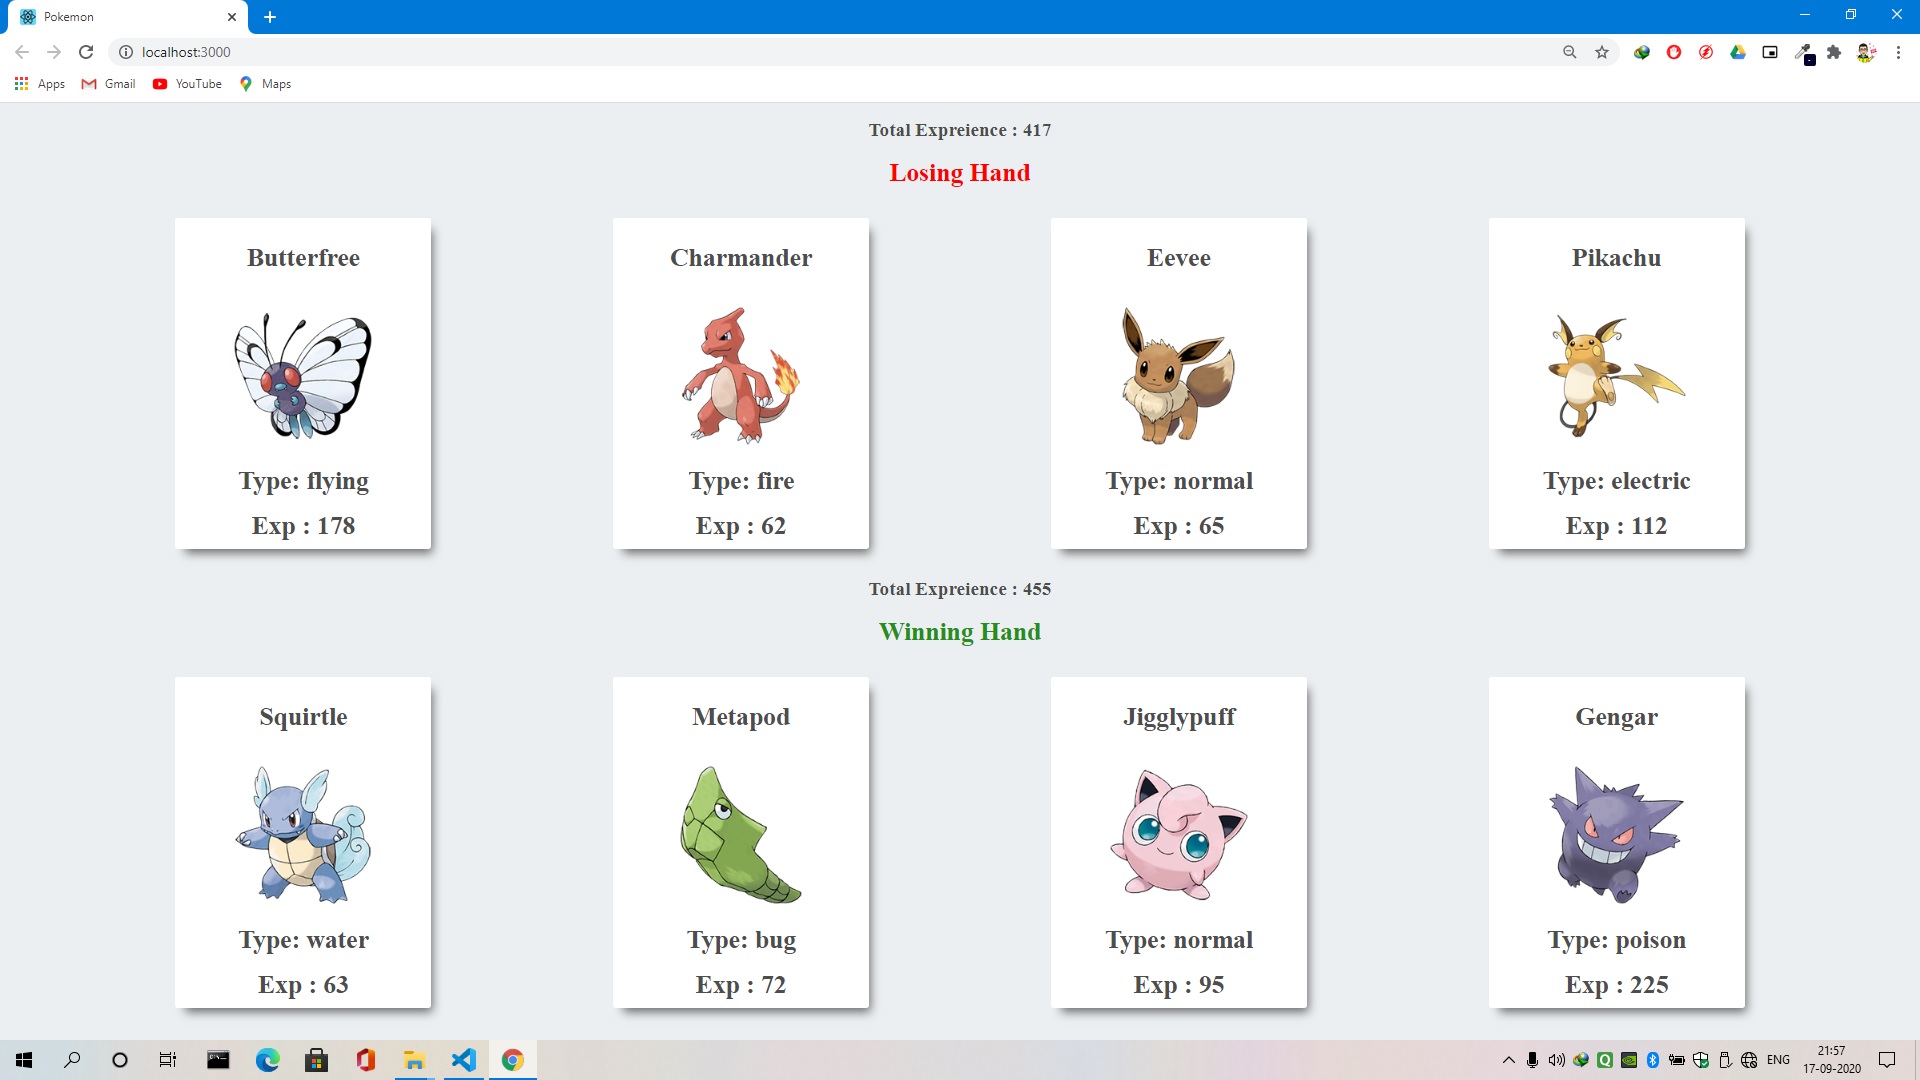 Pokemon
localhost:3000
Apps Gmail YouTube Maps
Total Expreience : 417
Losing Hand
Butterfree Charmander Eevee Pikachu
Type: flying Type: fire Type: normal Type: electric
Exp : 178 Exp : 62 Exp : 65 Exp : 112
Total Expreience : 455
Winning Hand
Squirtle Metapod Jigglypuff Gengar
Type: water Type: bug Type: normal Type: poison
Exp : 63 Exp : 72 Exp : 95 Exp : 225
ENG 21:57
17-09-2020